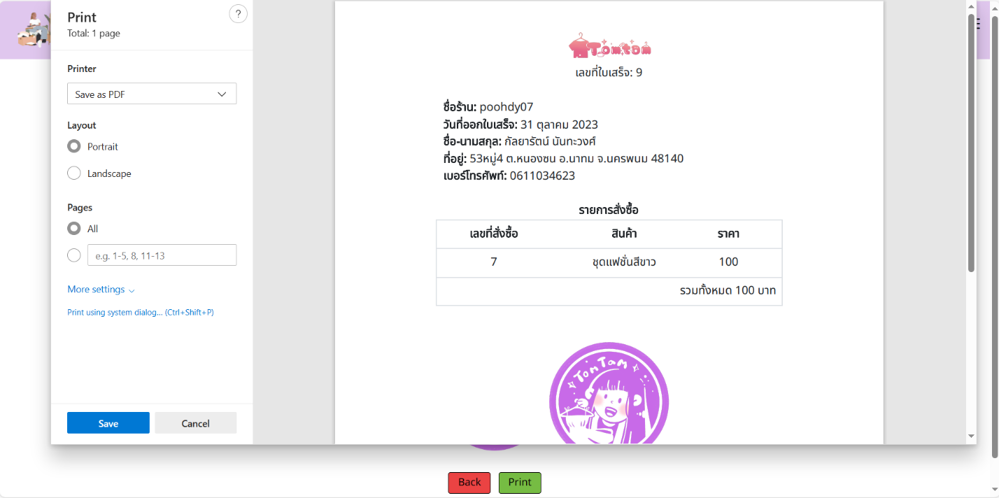 Print
Total: 1 page
?
Printer
Save as PDF
Layout
Portrait
Landscape
Pages
All
e.g. 1-5, 8, 11-13
More settings
Print using system dialog... (Ctrl+Shift+P)
Save
Cancel
Tomtam
เลขที่ใบเสร็จ: 9
ชื่อร้าน: poohdy07
วันที่ออกใบเสร็จ: 31 ตุลาคม 2023
ชื่อ-นามสกุล: กัลยารัตน์ นันทะวงศ์
ที่อยู่: 53หมู่4 ต.หนองซน อ.นาทม จ.นครพนม 48140
เบอร์โทรศัพท์: 0611034623
รายการสั่งซื้อ
เลขที่สั่งซื้อ สินค้า ราคา
7 ชุดแฟชั่นสีขาว 100
รวมทั้งหมด 100 บาท
TomTam
Back Print